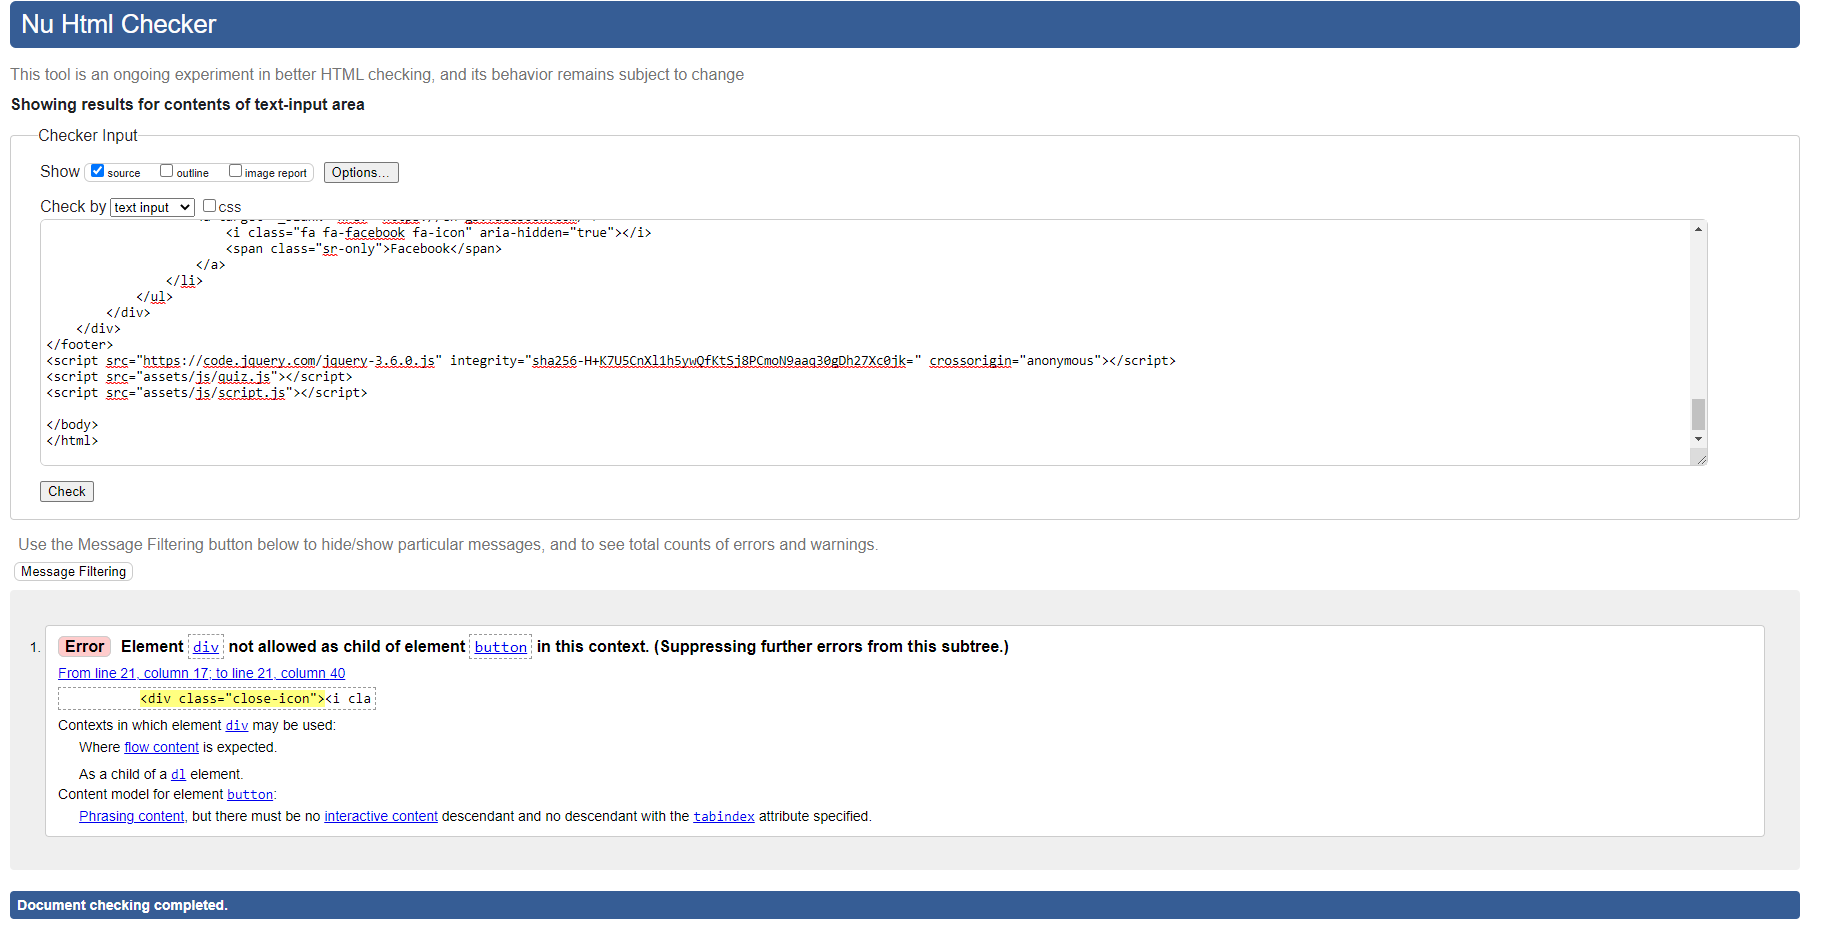 Nu Html Checker
This tool is an ongoing experiment in better HTML checking, and its behavior remains subject to change
Showing results for contents of text-input area
Checker Input
Show source outline image report Options...
Check by text input css
<i class="fa fa-facebook fa-icon" aria-hidden="true"></i>
<span class="sr-only">Facebook</span>
</a>
</li>
</ul>
</div>
</div>
</footer>
<script src="https://code.jquery.com/jquery-3.6.0.js" integrity="sha256-H+K7U5CnXl1h5ywQfKtSj8PCmoN9aaq30gDh27Xc0jk=" crossorigin="anonymous"></script>
<script src="assets/js/quiz.js"></script>
<script src="assets/js/script.js"></script>
</body>
</html>
Check
Use the Message Filtering button below to hide/show particular messages, and to see total counts of errors and warnings.
Message Filtering
1. Error Element div not allowed as child of element button in this context. (Suppressing further errors from this subtree.)
From line 21, column 17; to line 21, column 40
<div class="close-icon"><i cla
Contexts in which element div may be used:
Where flow content is expected.
As a child of a dl element.
Content model for element button:
Phrasing content, but there must be no interactive content descendant and no descendant with the tabindex attribute specified.
Document checking completed.